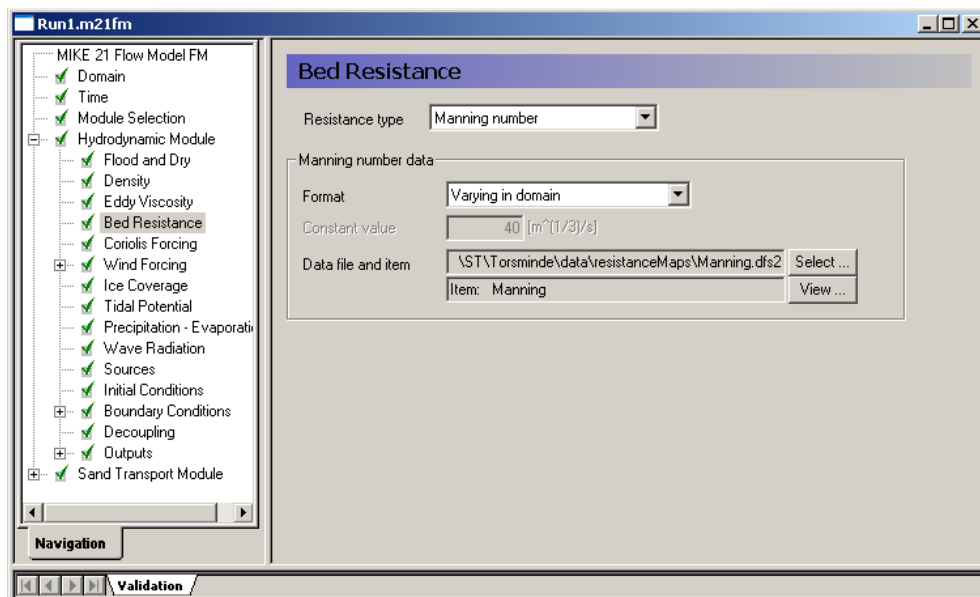 Run1.m21fm
MIKE 21 Flow Model FM
Domain
Time
Module Selection
Hydrodynamic Module
Flood and Dry
Density
Eddy Viscosity
Bed Resistance
Coriolis Forcing
Wind Forcing
Ice Coverage
Tidal Potential
Precipitation - Evaporati
Wave Radiation
Sources
Initial Conditions
Boundary Conditions
Decoupling
Outputs
Sand Transport Module
Navigation
Bed Resistance
Resistance type Manning number
Manning number data
Format Varying in domain
Constant value 40 [m^(1/3)/s]
Data file and item \ST\Torsminde\data\resistanceMaps\Manning.dfs2 Select ...
Item: Manning View ...
Validation